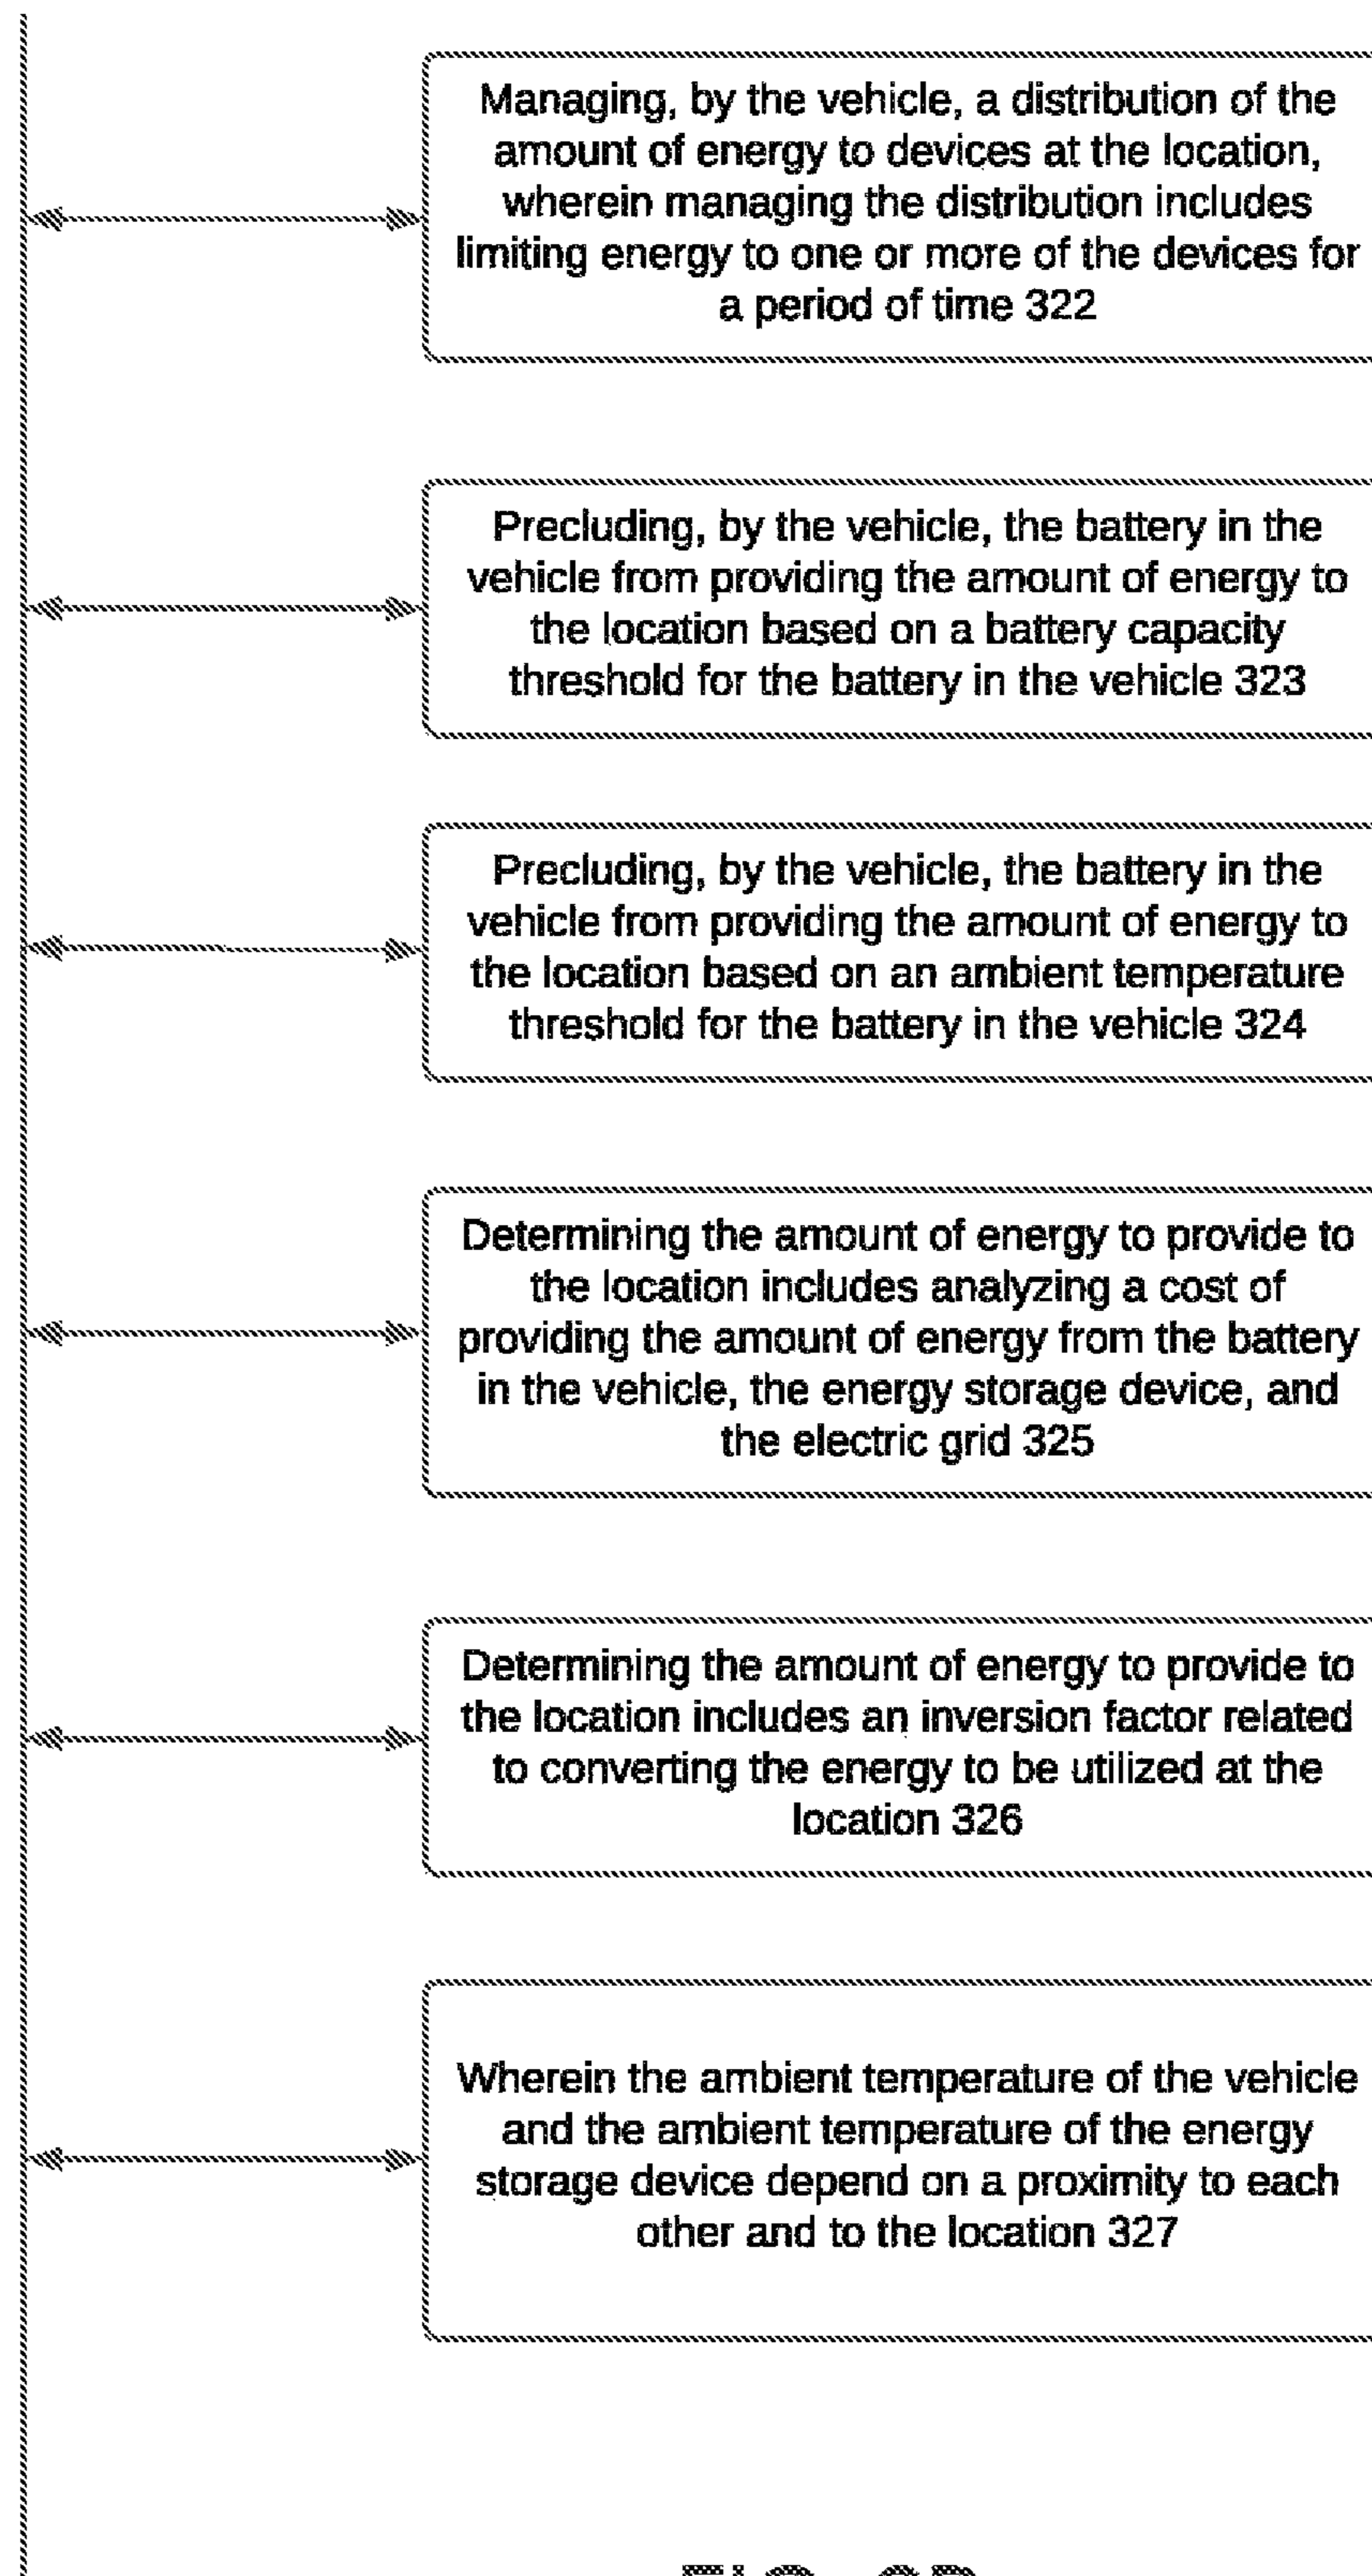 Managing, by the vehicle, a distribution of the
amount of energy to devices at the location,
wherein managing the distribution includes
limiting energy to one or more of the devices for
a period of time 322
Precluding, by the vehicle, the battery in the
vehicle from providing the amount of energy to
the location based on a battery capacity
threshold for the battery in the vehicle 323
Precluding, by the vehicle, the battery in the
vehicle from providing the amount of energy to
the location based on an ambient temperature
threshold for the battery in the vehicle 324
Determining the amount of energy to provide to
the location includes analyzing a cost of
providing the amount of energy from the battery
in the vehicle, the energy storage device, and
the electric grid 325
Determining the amount of energy to provide to
the location includes an inversion factor related
to converting the energy to be utilized at the
location 326
Wherein the ambient temperature of the vehicle
and the ambient temperature of the energy
storage device depend on a proximity to each
other and to the location 327